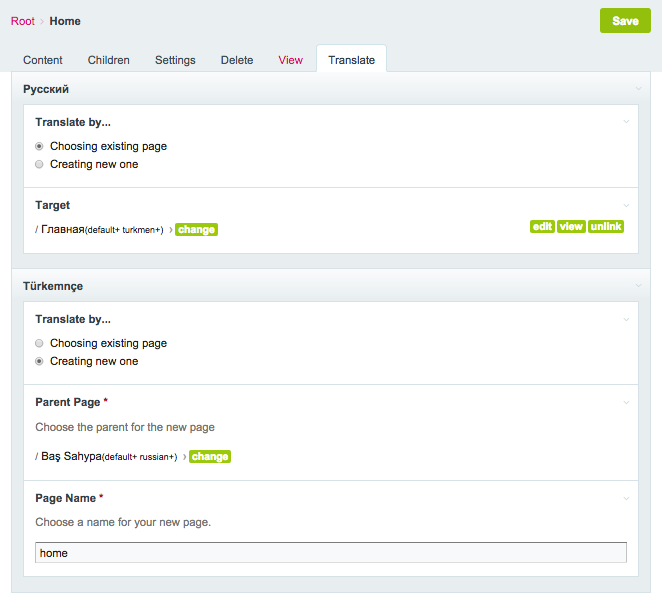 Root › Home
Save
Content Children Settings Delete View Translate
Русский
Translate by...
Choosing existing page
Creating new one
Target
/ Главная(default+ turkmen+) › change edit view unlink
Türkemnçe
Translate by...
Choosing existing page
Creating new one
Parent Page *
Choose the parent for the new page
/ Baş Sahypa(default+ russian+) › change
Page Name *
Choose a name for your new page.
home